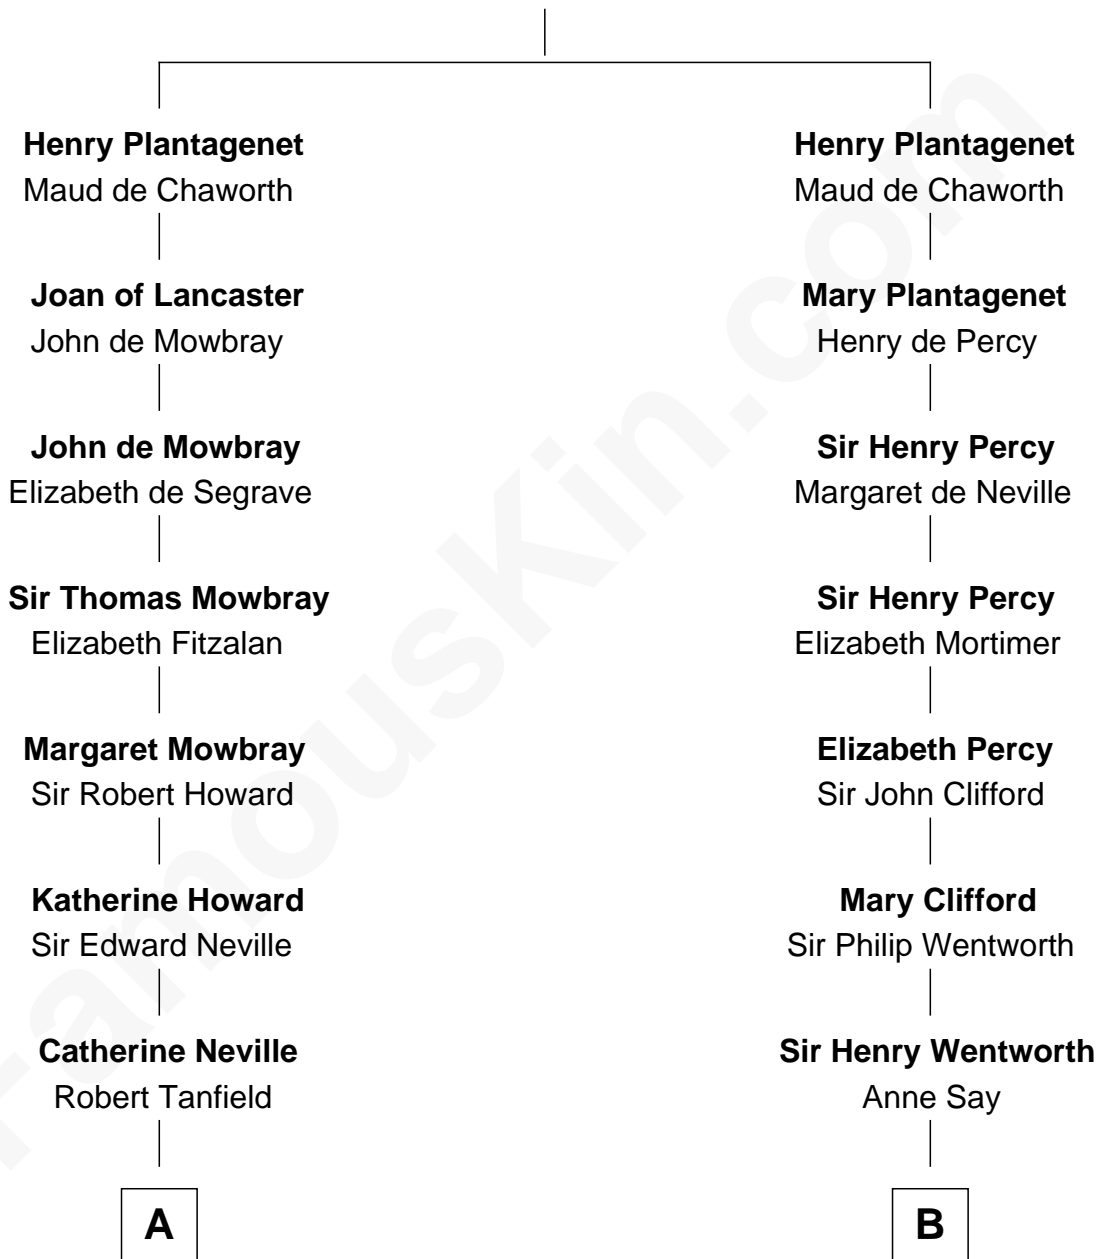 Henry Plantagenet
Maud de Chaworth
Joan of Lancaster
John de Mowbray
John de Mowbray
Elizabeth de Segrave
Sir Thomas Mowbray
Elizabeth Fitzalan
Margaret Mowbray
Sir Robert Howard
Katherine Howard
Sir Edward Neville
Catherine Neville
Robert Tanfield
A
Henry Plantagenet
Maud de Chaworth
Mary Plantagenet
Henry de Percy
Sir Henry Percy
Margaret de Neville
Sir Henry Percy
Elizabeth Mortimer
Elizabeth Percy
Sir John Clifford
Mary Clifford
Sir Philip Wentworth
Sir Henry Wentworth
Anne Say
B
FamousKin.com